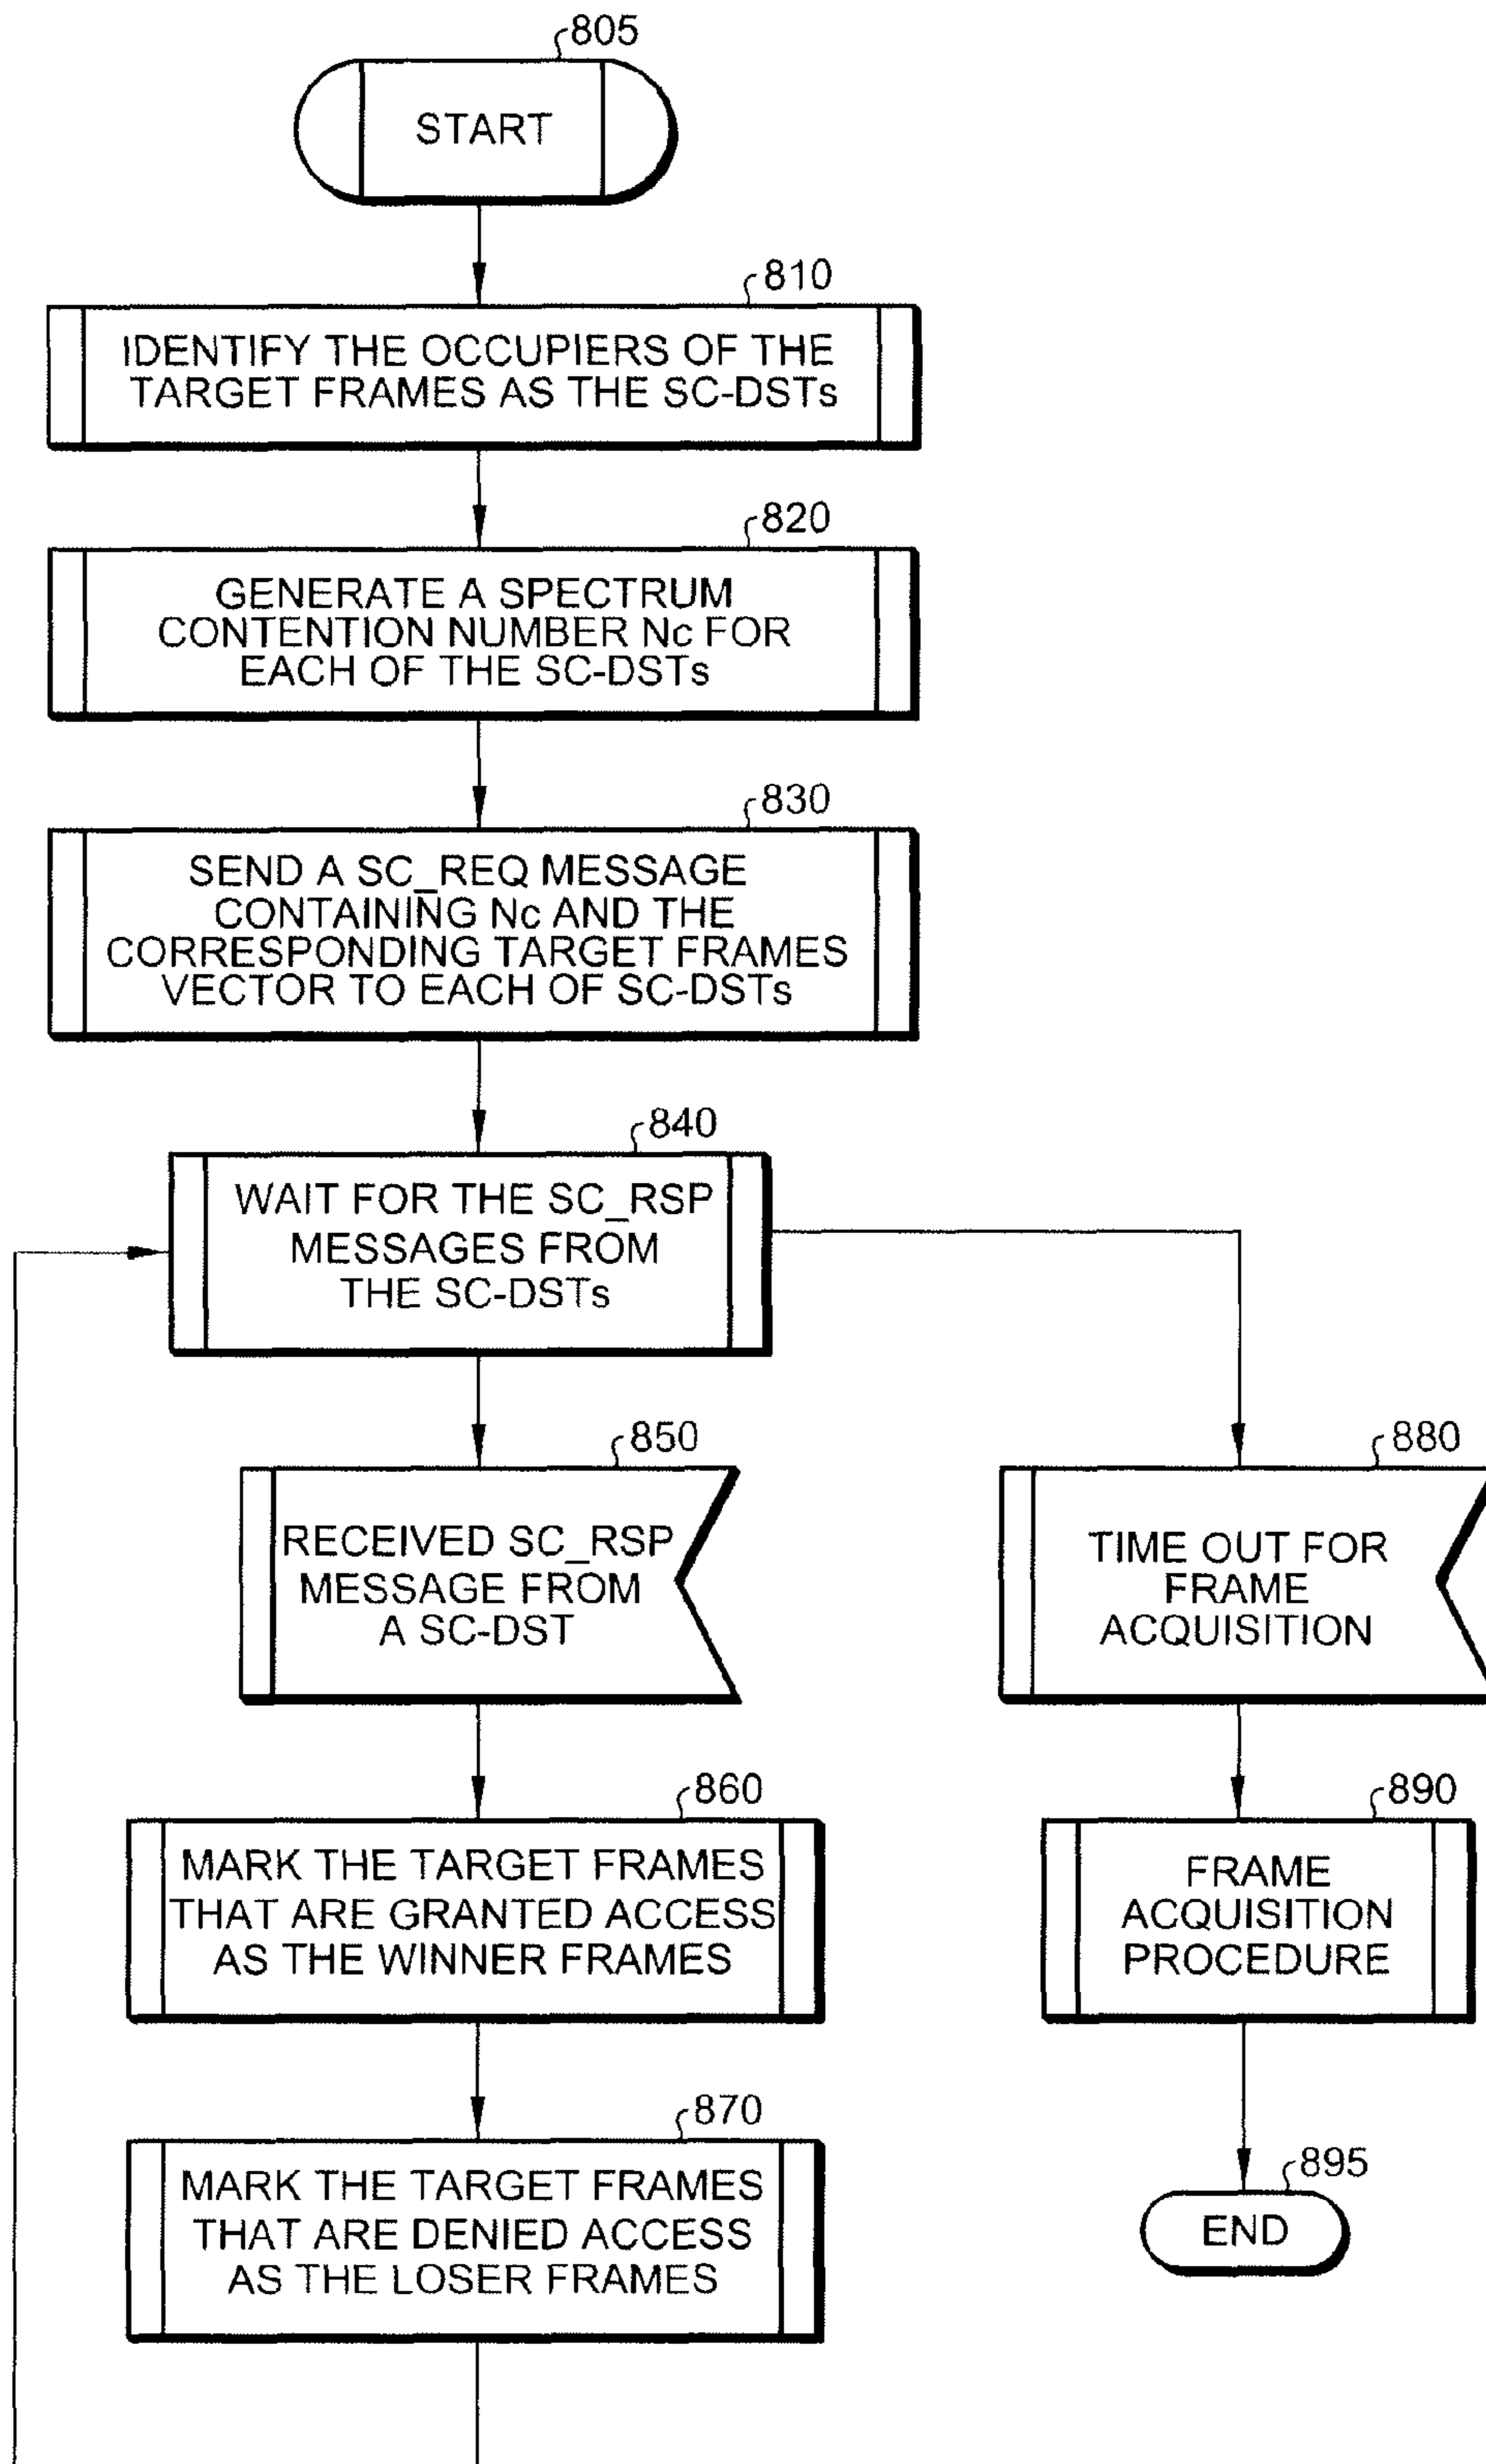 805
START
810
IDENTIFY THE OCCUPIERS OF THE
TARGET FRAMES AS THE SC-DSTs
820
GENERATE A SPECTRUM
CONTENTION NUMBER Nc FOR
EACH OF THE SC-DSTs
830
SEND A SC_REQ MESSAGE
CONTAINING Nc AND THE
CORRESPONDING TARGET FRAMES
VECTOR TO EACH OF SC-DSTs
840
WAIT FOR THE SC_RSP
MESSAGES FROM
THE SC-DSTs
850
RECEIVED SC_RSP
MESSAGE FROM
A SC-DST
860
MARK THE TARGET FRAMES
THAT ARE GRANTED ACCESS
AS THE WINNER FRAMES
870
MARK THE TARGET FRAMES
THAT ARE DENIED ACCESS
AS THE LOSER FRAMES
880
TIME OUT FOR
FRAME
ACQUISITION
890
FRAME
ACQUISITION
PROCEDURE
895
END